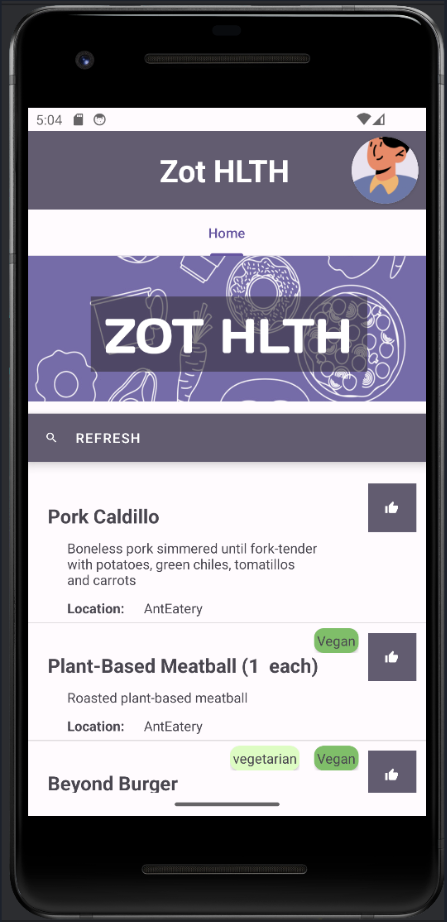 5:04
Zot HLTH
Home
ZOT HLTH
REFRESH
Pork Caldillo
Boneless pork simmered until fork-tender
with potatoes, green chiles, tomatillos
and carrots
Location: AntEatery
Vegan
Plant-Based Meatball (1 each)
Roasted plant-based meatball
Location: AntEatery
vegetarian Vegan
Beyond Burger